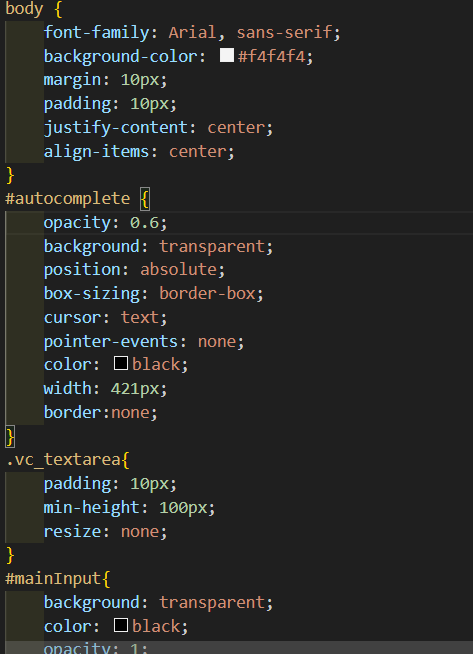 body {
    font-family: Arial, sans-serif;
    background-color: #f4f4f4;
    margin: 10px;
    padding: 10px;
    justify-content: center;
    align-items: center;
}
#autocomplete {
    opacity: 0.6;
    background: transparent;
    position: absolute;
    box-sizing: border-box;
    cursor: text;
    pointer-events: none;
    color: black;
    width: 421px;
    border:none;
}
.vc_textarea{
    padding: 10px;
    min-height: 100px;
    resize: none;
}
#mainInput{
    background: transparent;
    color: black;
    opacity: 1;